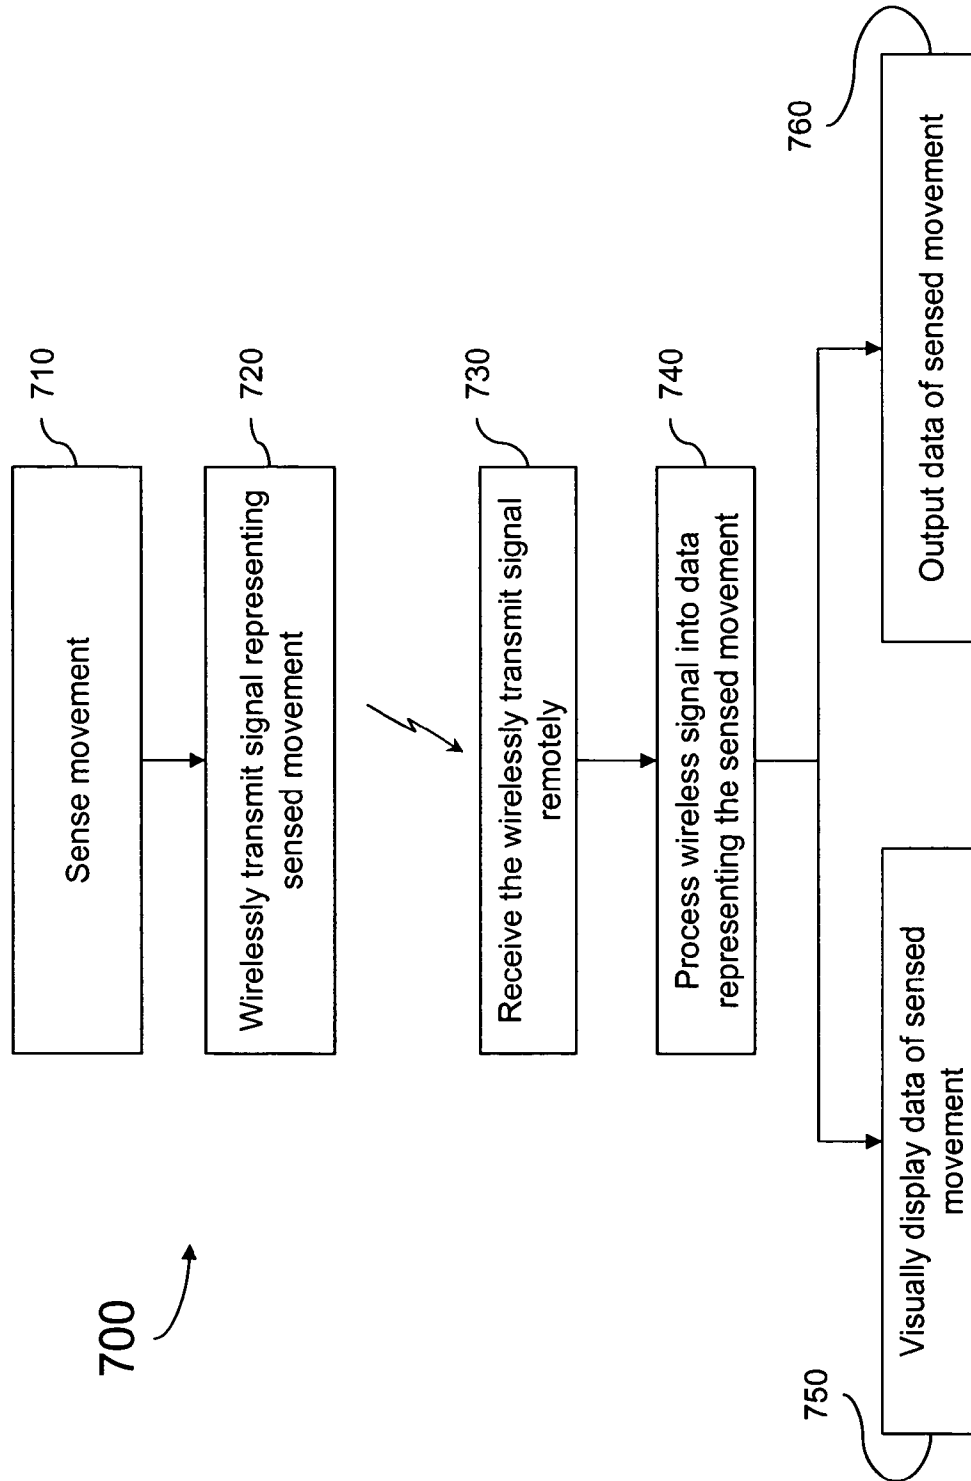 700
710
Sense movement
720
Wirelessly transmit signal representing
sensed movement
730
Receive the wirelessly transmit signal
remotely
740
Process wireless signal into data
representing the sensed movement
750
Visually display data of sensed
movement
760
Output data of sensed movement